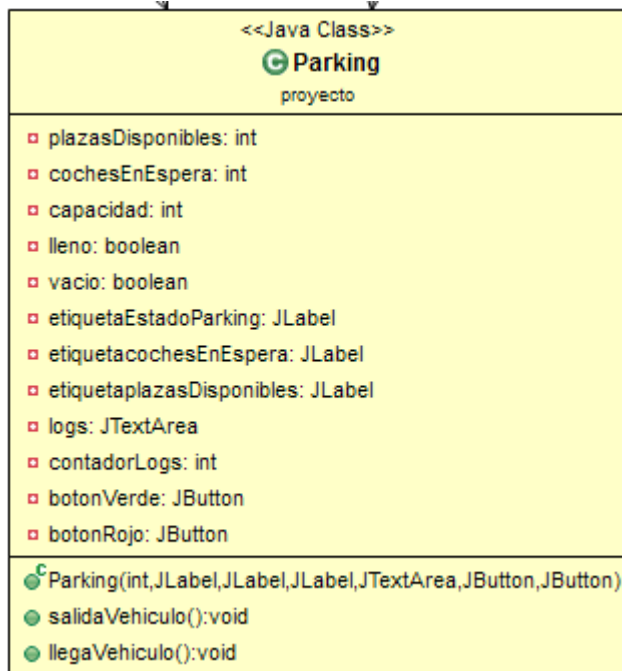 <<Java Class>>
C Parking
proyecto
plazasDisponibles: int
cochesEnEspera: int
capacidad: int
lleno: boolean
vacio: boolean
etiquetaEstadoParking: JLabel
etiquetacochesEnEspera: JLabel
etiquetaplazasDisponibles: JLabel
logs: JTextArea
contadorLogs: int
botonVerde: JButton
botonRojo: JButton
C Parking(int,JLabel,JLabel,JLabel,JTextArea,JButton,JButton)
salidaVehiculo():void
llegaVehiculo():void